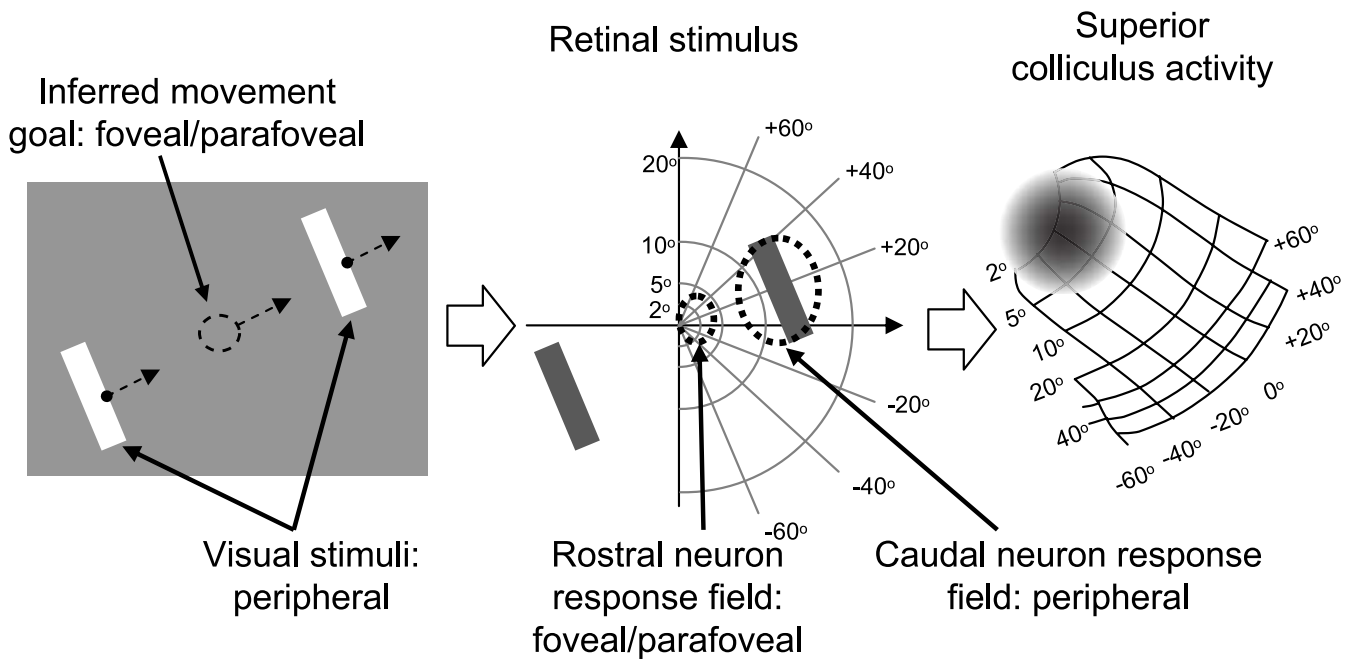 Retinal stimulus
Superior
colliculus activity
Inferred movement
goal: foveal/parafoveal
+60º
20º
+40º
10º
+20º
5º
2º
-20º
-40º
-60º
+60º
+40º
+20º
0º
-20º
-40º
-60º
2º
5º
10º
20º
40º
Visual stimuli:
peripheral
Rostral neuron
response field:
foveal/parafoveal
Caudal neuron response
field: peripheral